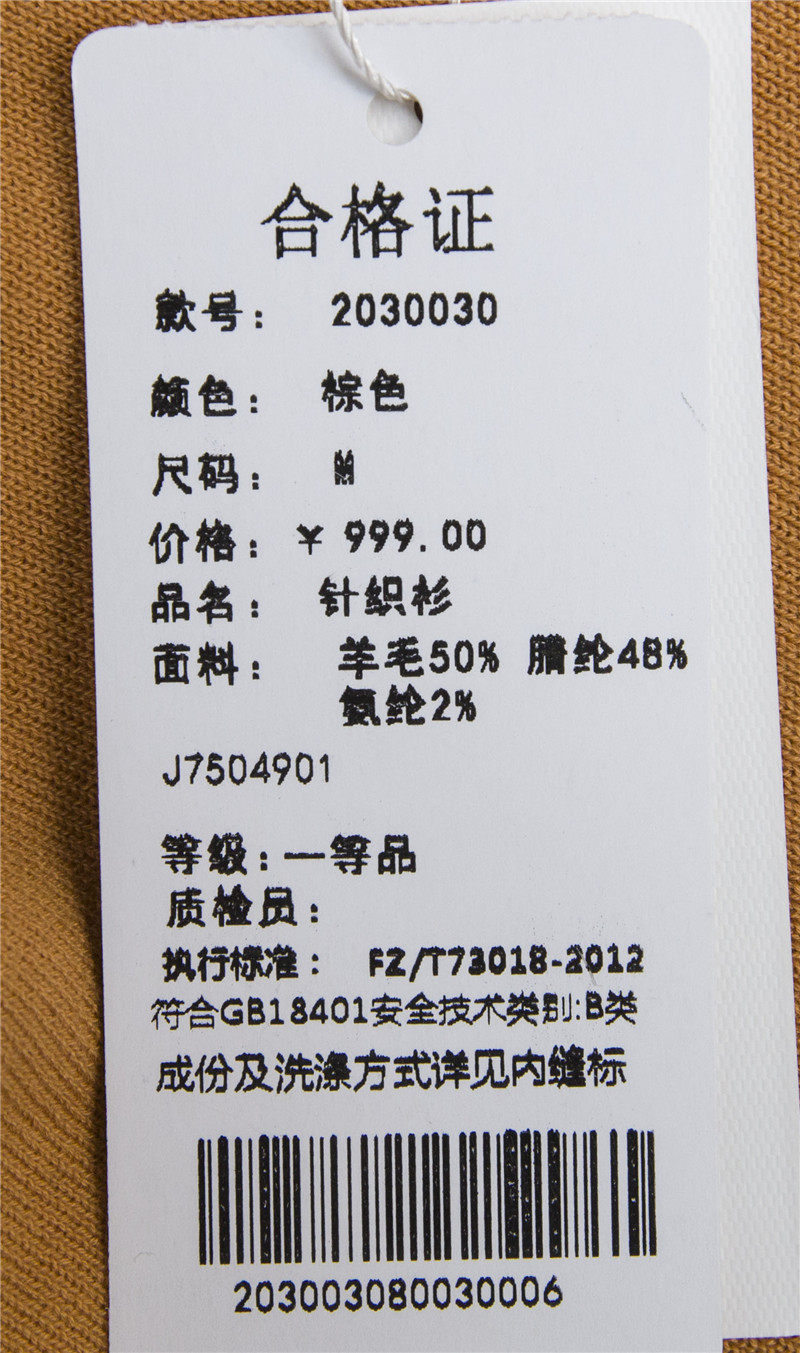 合格证
款号： 2030030
颜色： 棕色
尺码： M
价格： ￥ 999.00
品名： 针织衫
面料： 羊毛50% 腈纶48%
氨纶2%
J7504901
等级：一等品
质检员：
执行标准： FZ/T73018-2012
符合GB18401安全技术类别:B类
成份及洗涤方式详见内缝标
203003080030006